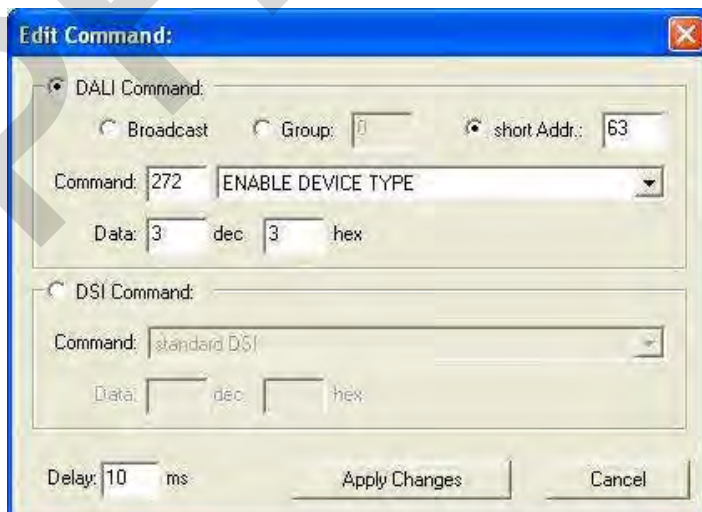 Edit Command:
DALI Command:
Broadcast Group: 0 short Addr.: 63
Command: 272 ENABLE DEVICE TYPE
Data: 3 dec 3 hex
DSI Command:
Command: standard DSI
Data: dec hex
Delay: 10 ms Apply Changes Cancel